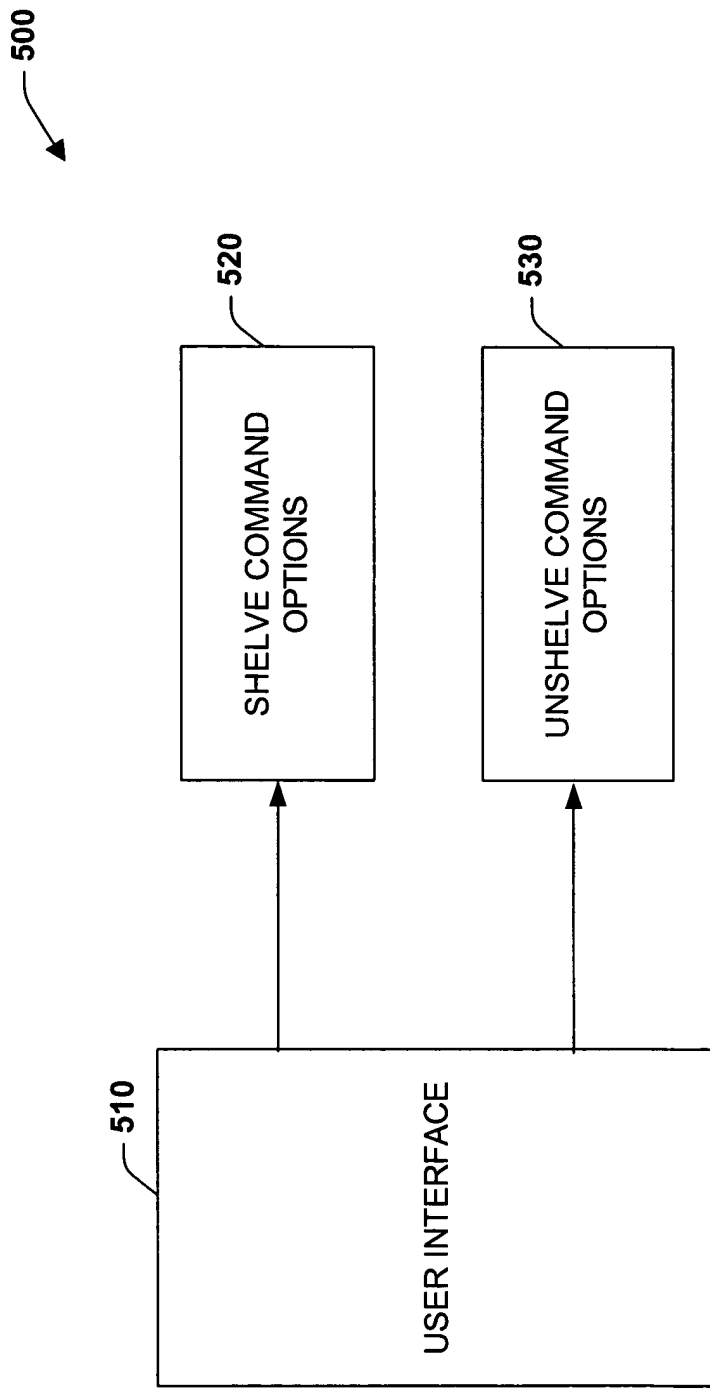 500
510
USER INTERFACE
520
SHELVE COMMAND
OPTIONS
530
UNSHELVE COMMAND
OPTIONS